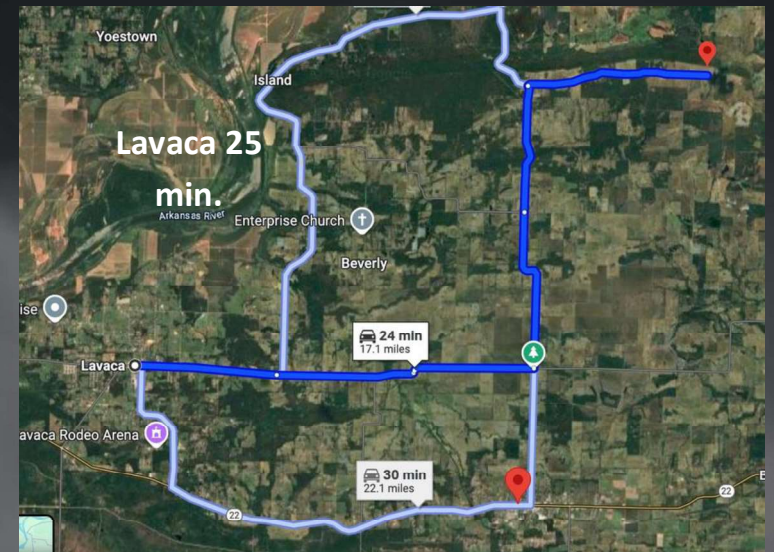 Yoestown
Island
Lavaca 25
min.
Arkansas River
Enterprise Church
Beverly
ise
24 min
17.1 miles
Lavaca
avaca Rodeo Arena
30 min
22.1 miles
22
22
E